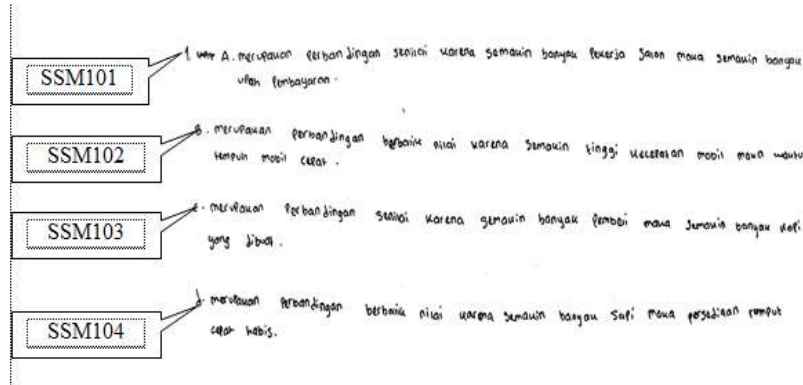 SSM101
1. A. merupakan perbandingan senilai karena semakin banyak pekerja salon maka semakin banyak
upah pembayaran.
SSM102
B. merupakan perbandingan berbalik nilai karena semakin tinggi kecepatan mobil maka waktu
tempuh mobil cepat.
SSM103
c. merupakan perbandingan senilai karena semakin banyak pembeli maka semakin banyak kopi
yang dibuat.
SSM104
d. merupakan perbandingan berbalik nilai karena semakin banyak sapi maka persediaan rumput
cepat habis.